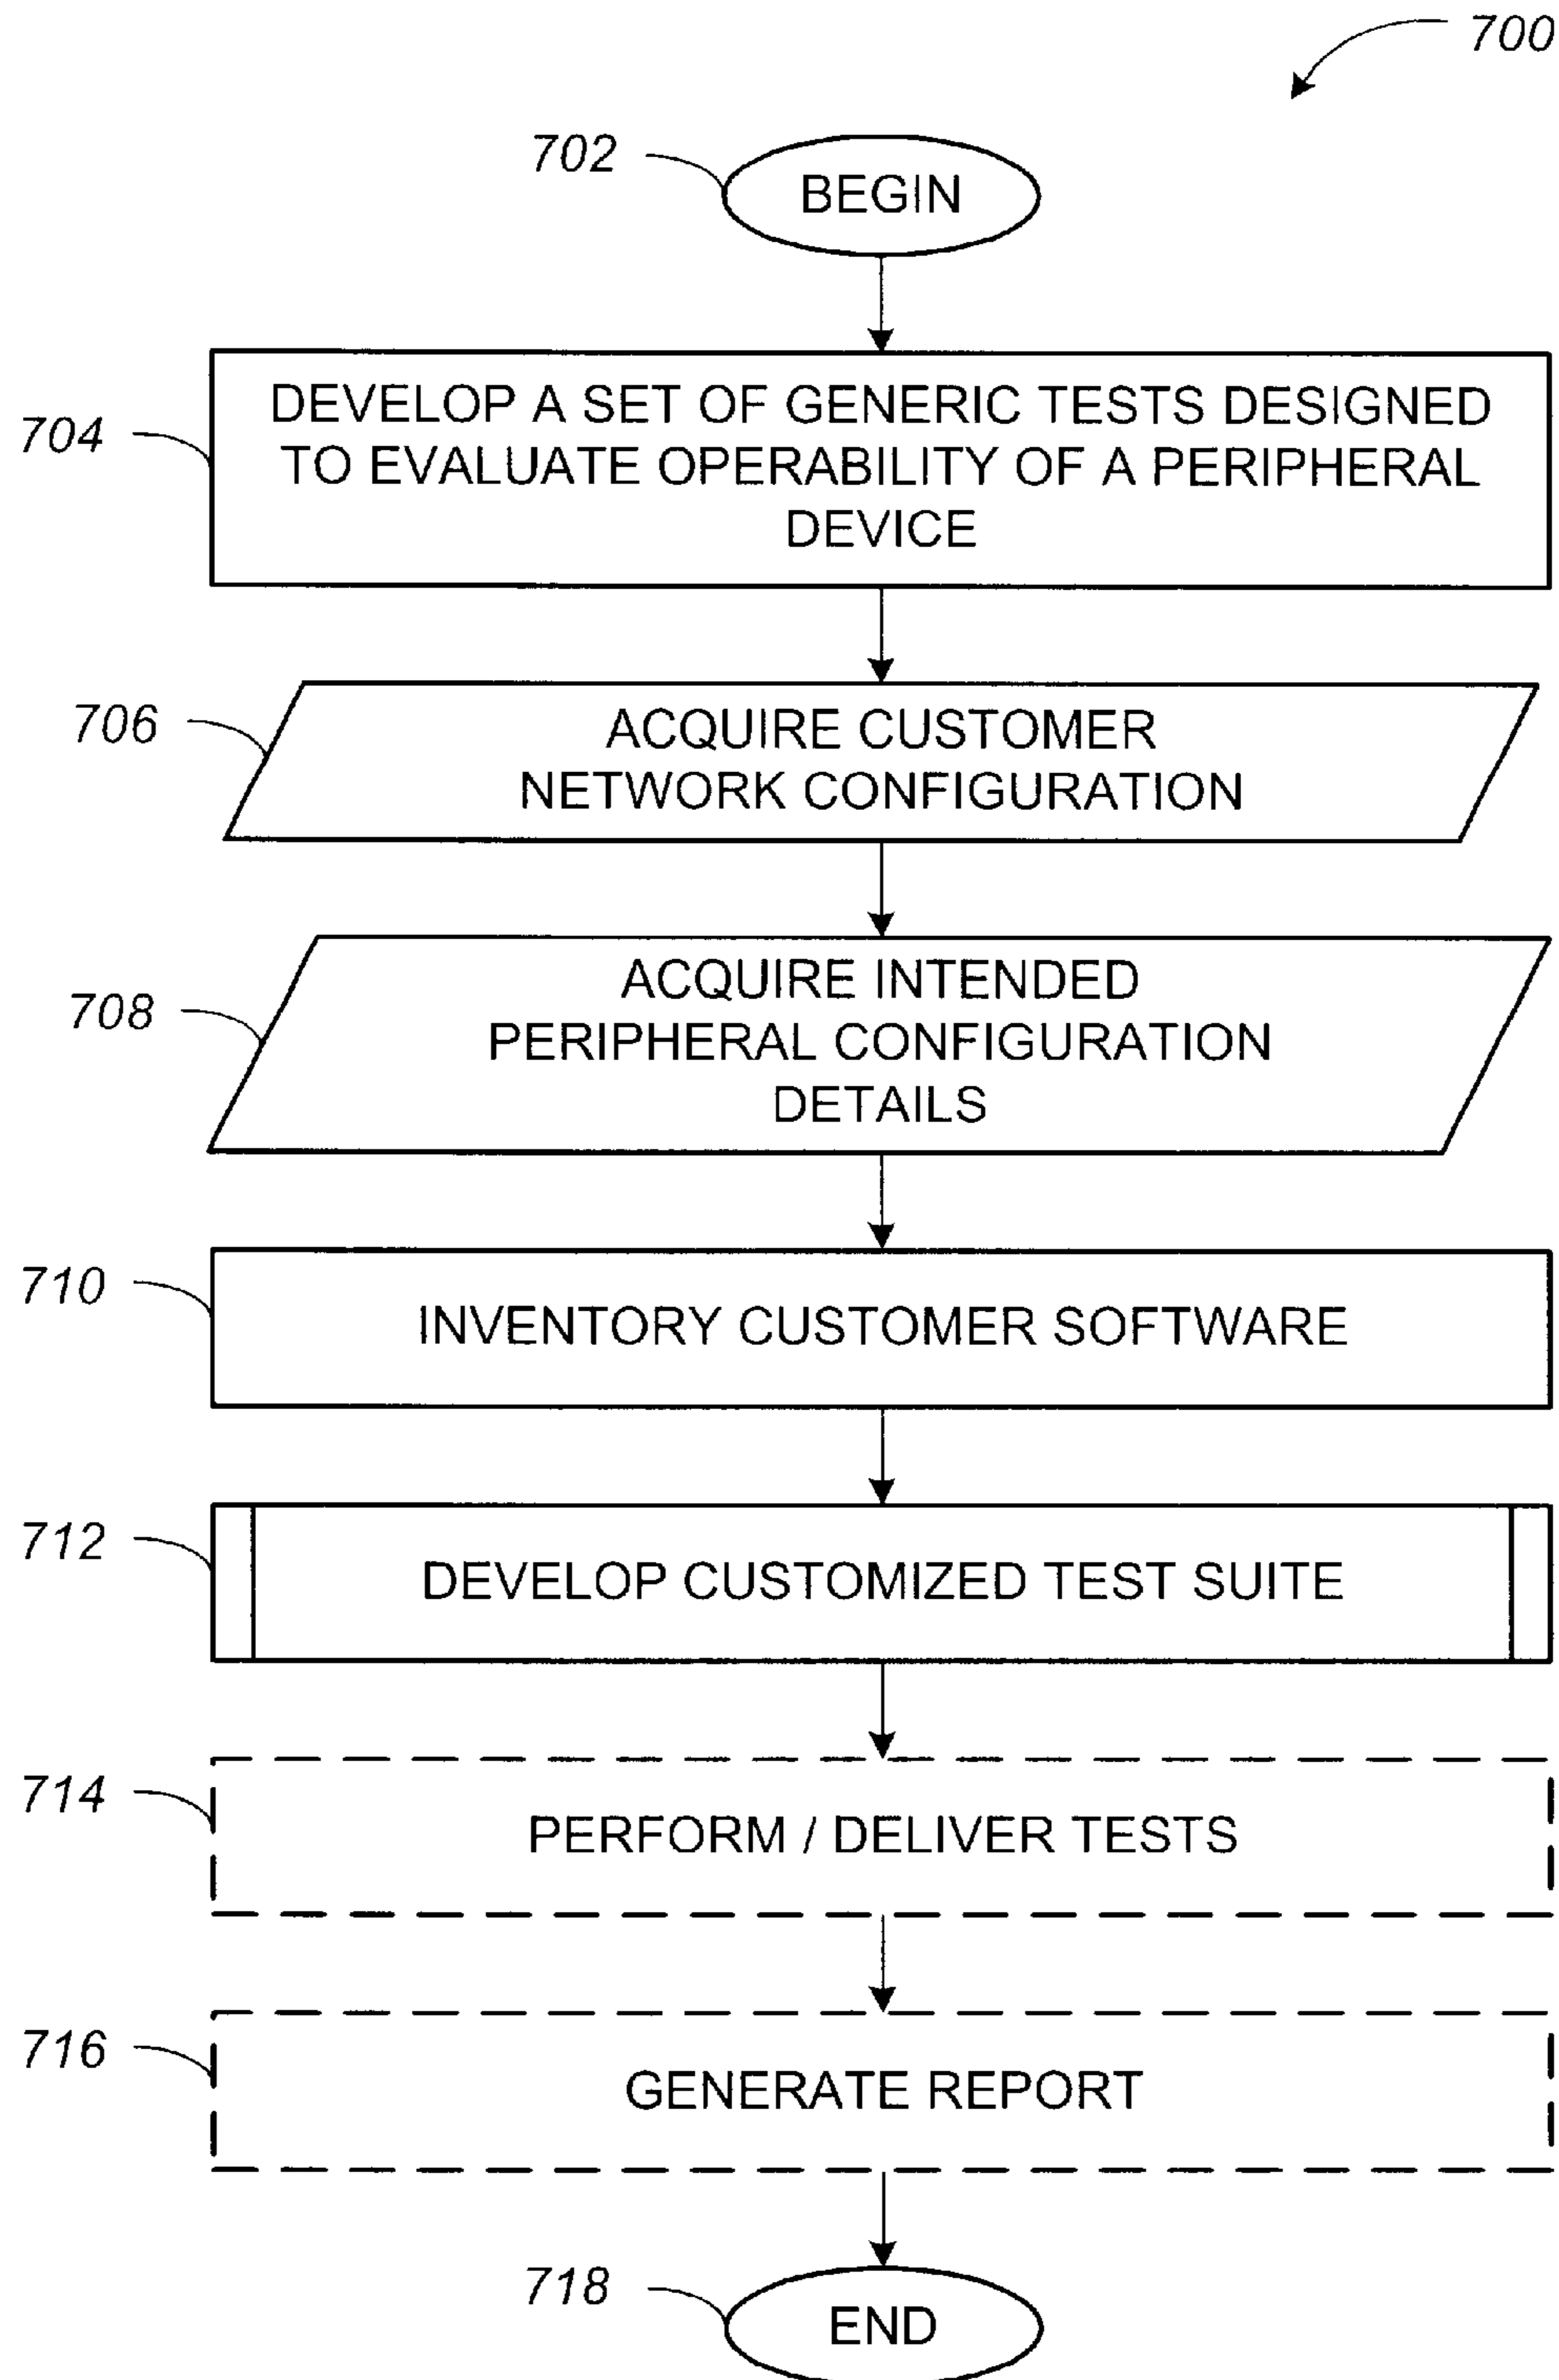 700
702
BEGIN
704
DEVELOP A SET OF GENERIC TESTS DESIGNED
TO EVALUATE OPERABILITY OF A PERIPHERAL
DEVICE
706
ACQUIRE CUSTOMER
NETWORK CONFIGURATION
708
ACQUIRE INTENDED
PERIPHERAL CONFIGURATION
DETAILS
710
INVENTORY CUSTOMER SOFTWARE
712
DEVELOP CUSTOMIZED TEST SUITE
714
PERFORM / DELIVER TESTS
716
GENERATE REPORT
718
END